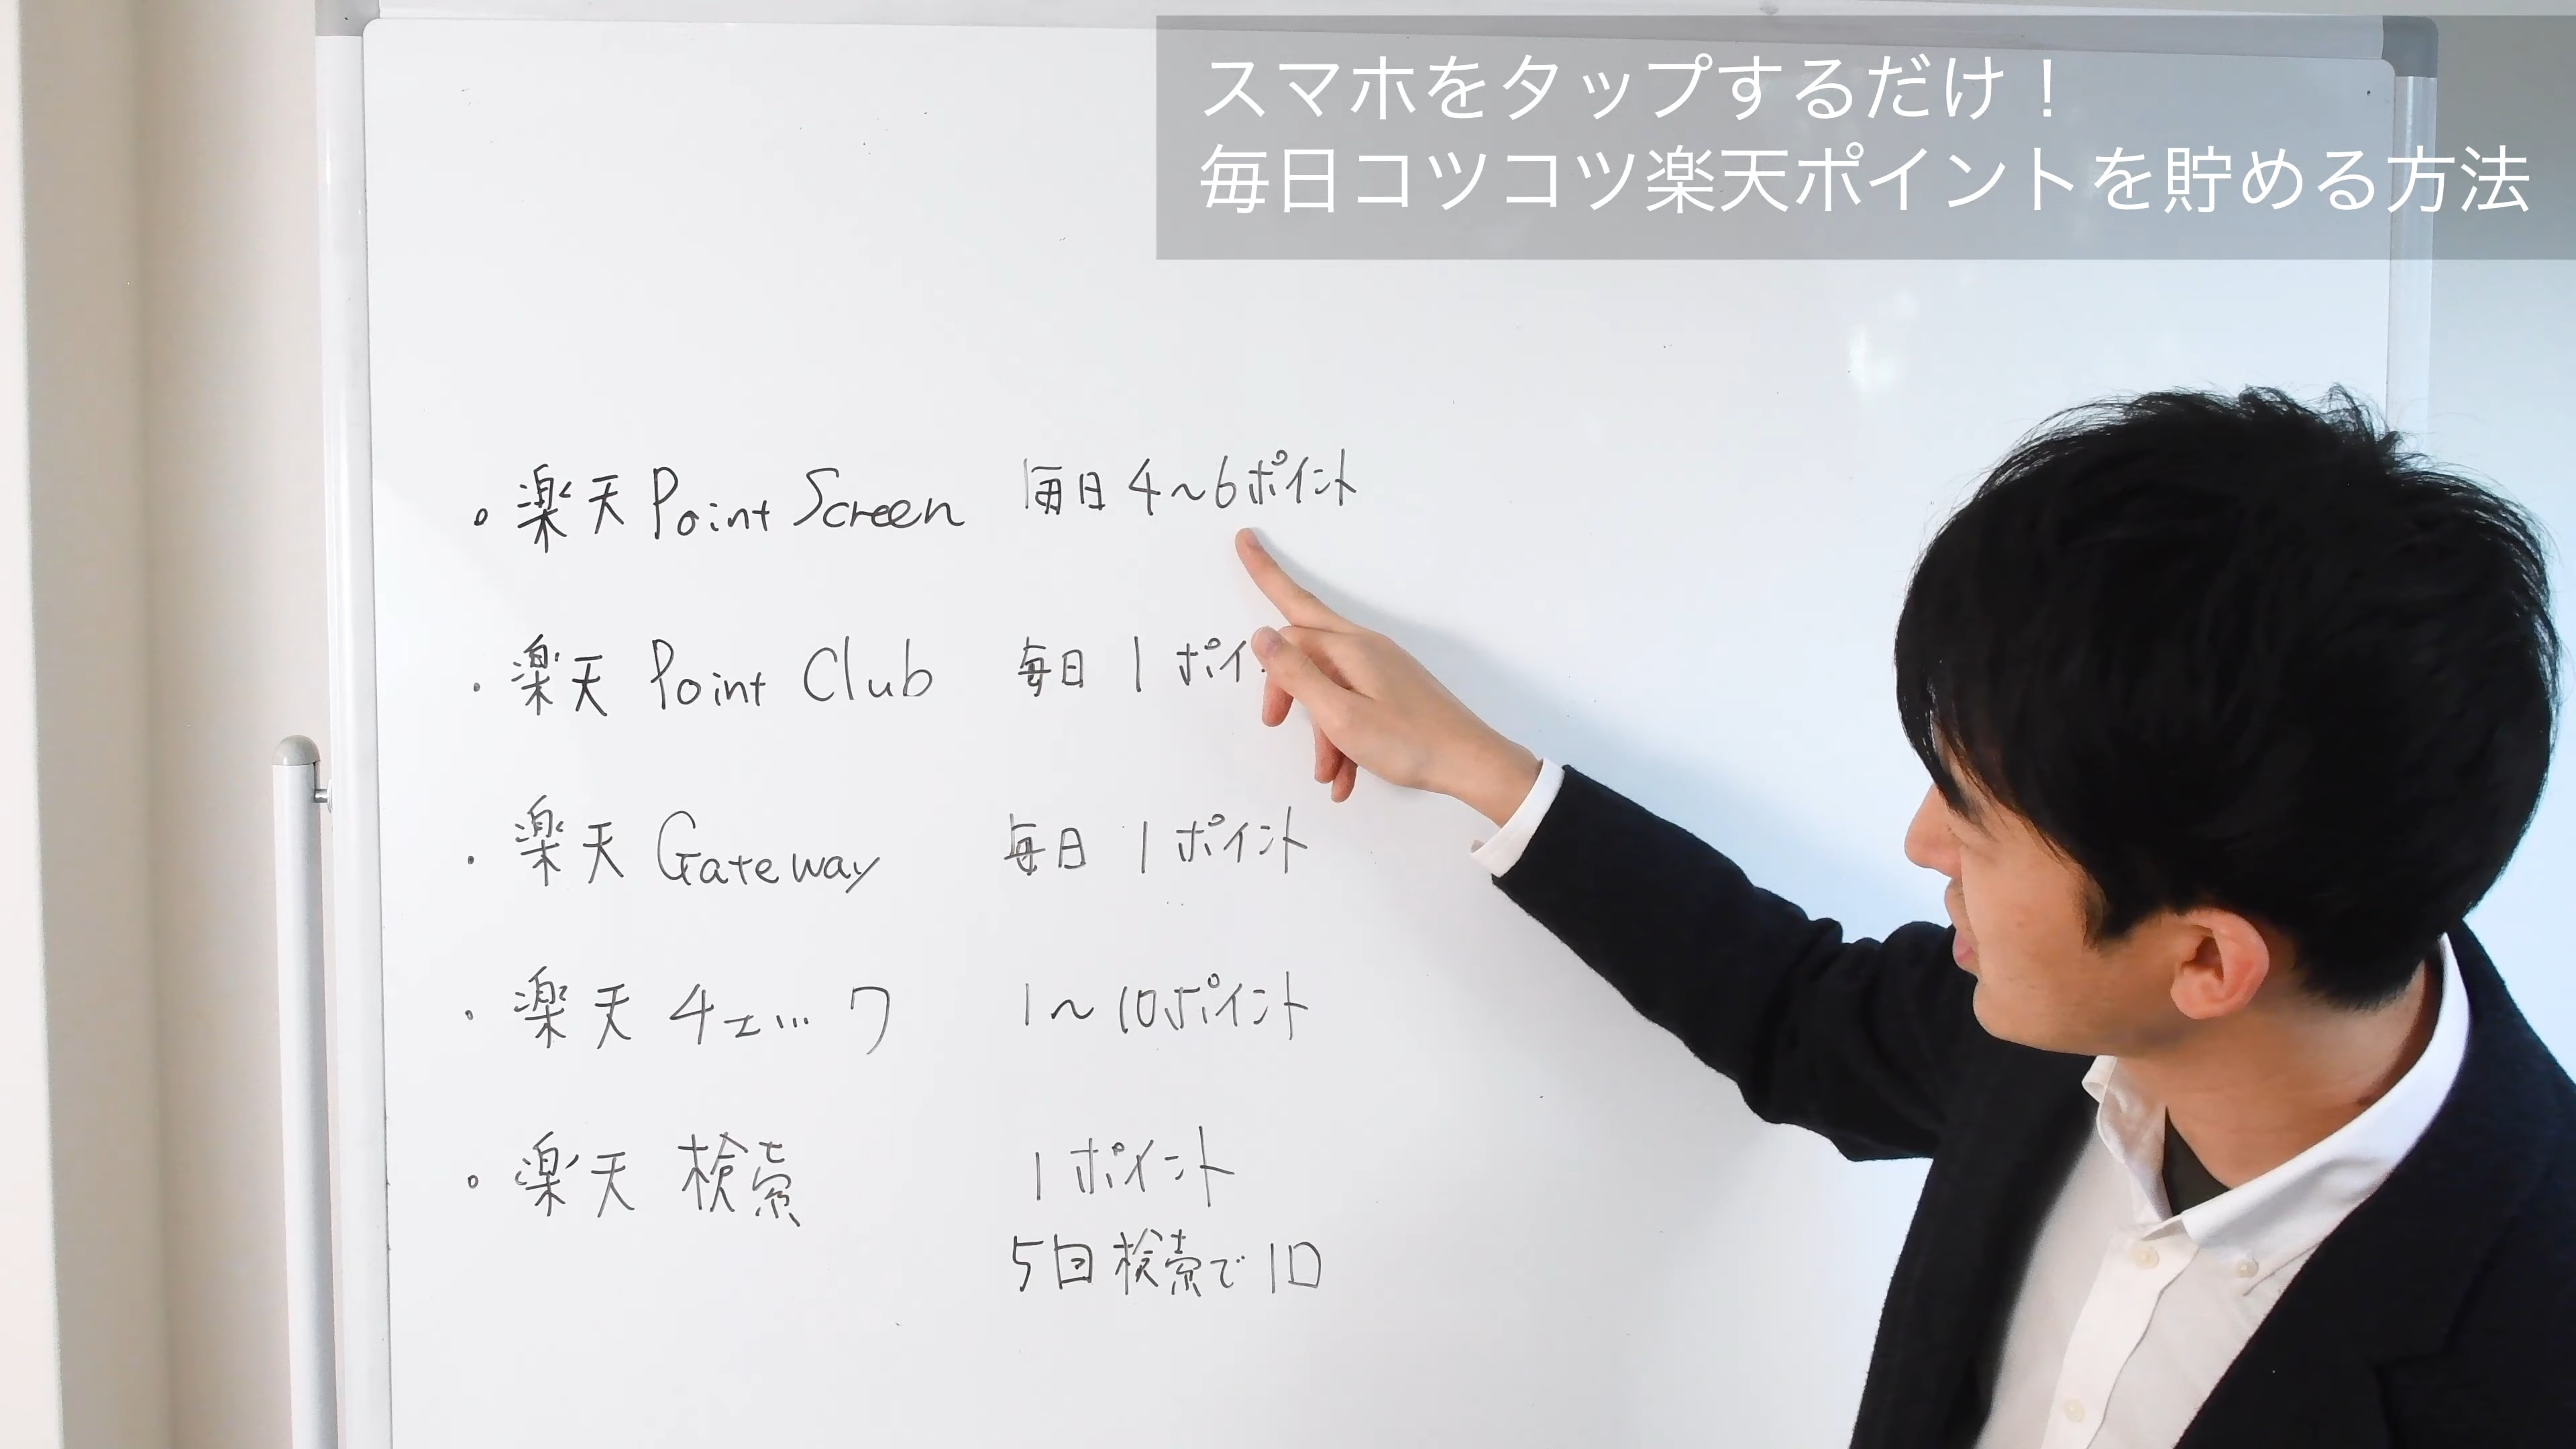 スマホをタップするだけ！
毎日コツコツ楽天ポイントを貯める方法
。楽天 Point Screen 毎日 4～6ポイント
・楽天 Point Club 毎日 1 ポイ
・楽天 Gateway 毎日 1 ポイント
・楽天 チェック 1～10ポイント
。楽天 検索 1 ポイント
5回検索で 1口